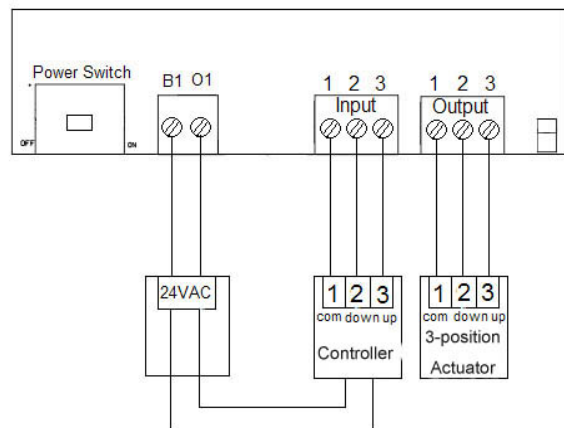 Power Switch
OFF
ON
B1 O1
1 2 3
Input
1 2 3
Output
24VAC
1 2 3
com down up
Controller
1 2 3
com down up
3-position
Actuator